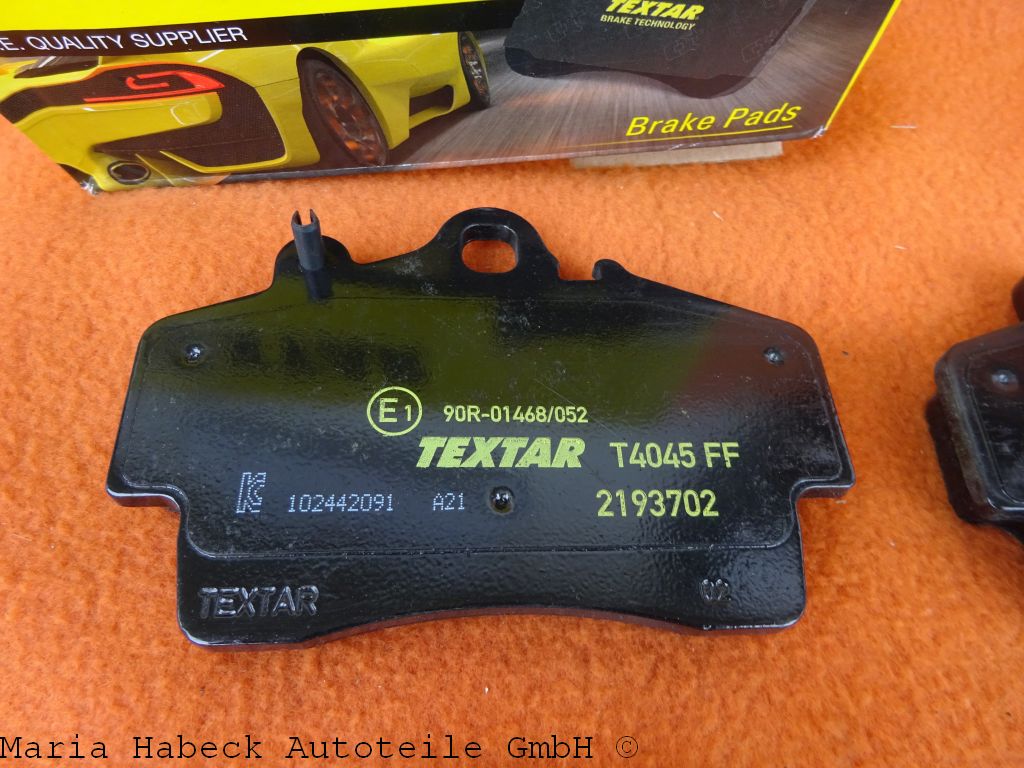 .E. QUALITY SUPPLIER
TEXTAR
BRAKE TECHNOLOGY
Brake Pads
E1 90R-01468/052
TEXTAR T4045 FF
K 102442091 A21 2193702
TEXTAR 02
Maria Habeck Autoteile GmbH ©